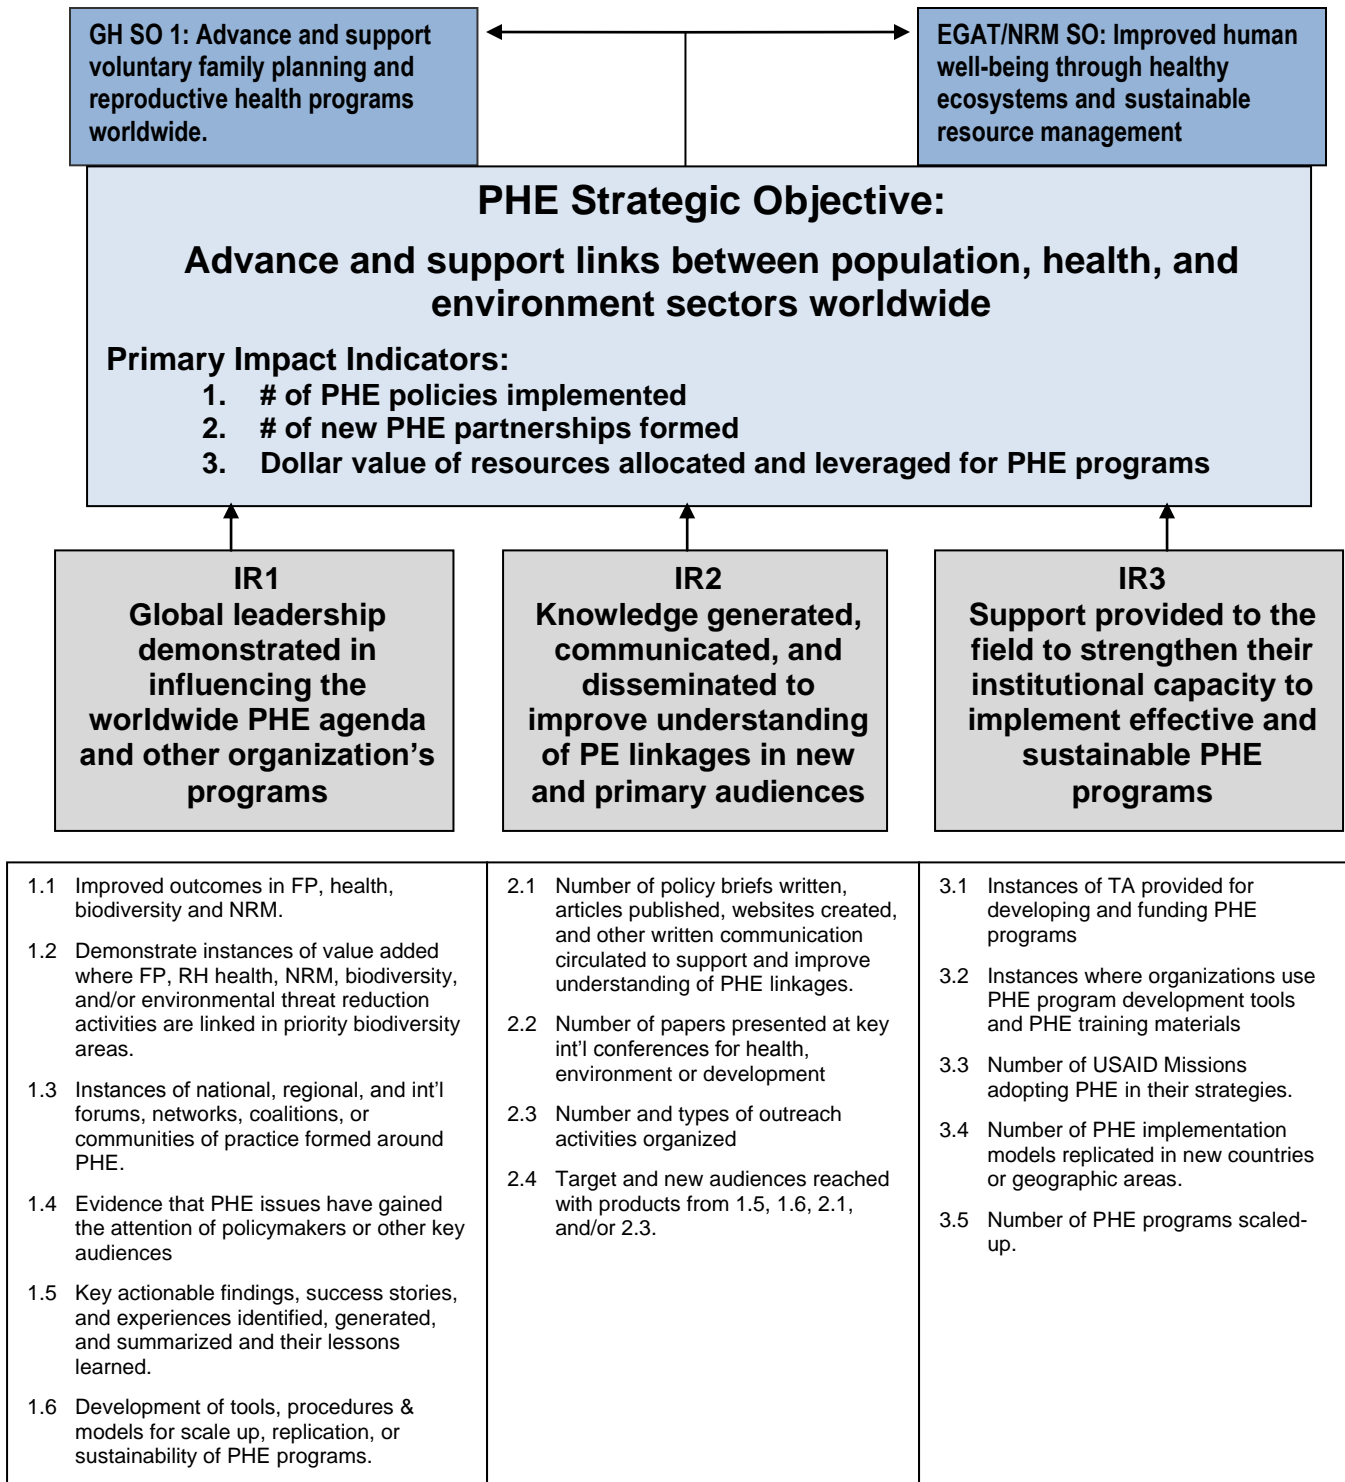 GH SO 1: Advance and support
voluntary family planning and
reproductive health programs
worldwide.
EGAT/NRM SO: Improved human
well-being through healthy
ecosystems and sustainable
resource management
PHE Strategic Objective:
Advance and support links between population, health, and
environment sectors worldwide
Primary Impact Indicators:
1. # of PHE policies implemented
2. # of new PHE partnerships formed
3. Dollar value of resources allocated and leveraged for PHE programs
IR1
Global leadership
demonstrated in
influencing the
worldwide PHE agenda
and other organization’s
programs
IR2
Knowledge generated,
communicated, and
disseminated to
improve understanding
of PE linkages in new
and primary audiences
IR3
Support provided to the
field to strengthen their
institutional capacity to
implement effective and
sustainable PHE
programs
1.1 Improved outcomes in FP, health,
biodiversity and NRM.
1.2 Demonstrate instances of value added
where FP, RH health, NRM, biodiversity,
and/or environmental threat reduction
activities are linked in priority biodiversity
areas.
1.3 Instances of national, regional, and int’l
forums, networks, coalitions, or
communities of practice formed around
PHE.
1.4 Evidence that PHE issues have gained
the attention of policymakers or other key
audiences
1.5 Key actionable findings, success stories,
and experiences identified, generated,
and summarized and their lessons
learned.
1.6 Development of tools, procedures &
models for scale up, replication, or
sustainability of PHE programs.
2.1 Number of policy briefs written,
articles published, websites created,
and other written communication
circulated to support and improve
understanding of PHE linkages.
2.2 Number of papers presented at key
int’l conferences for health,
environment or development
2.3 Number and types of outreach
activities organized
2.4 Target and new audiences reached
with products from 1.5, 1.6, 2.1,
and/or 2.3.
3.1 Instances of TA provided for
developing and funding PHE
programs
3.2 Instances where organizations use
PHE program development tools
and PHE training materials
3.3 Number of USAID Missions
adopting PHE in their strategies.
3.4 Number of PHE implementation
models replicated in new countries
or geographic areas.
3.5 Number of PHE programs scaled-
up.